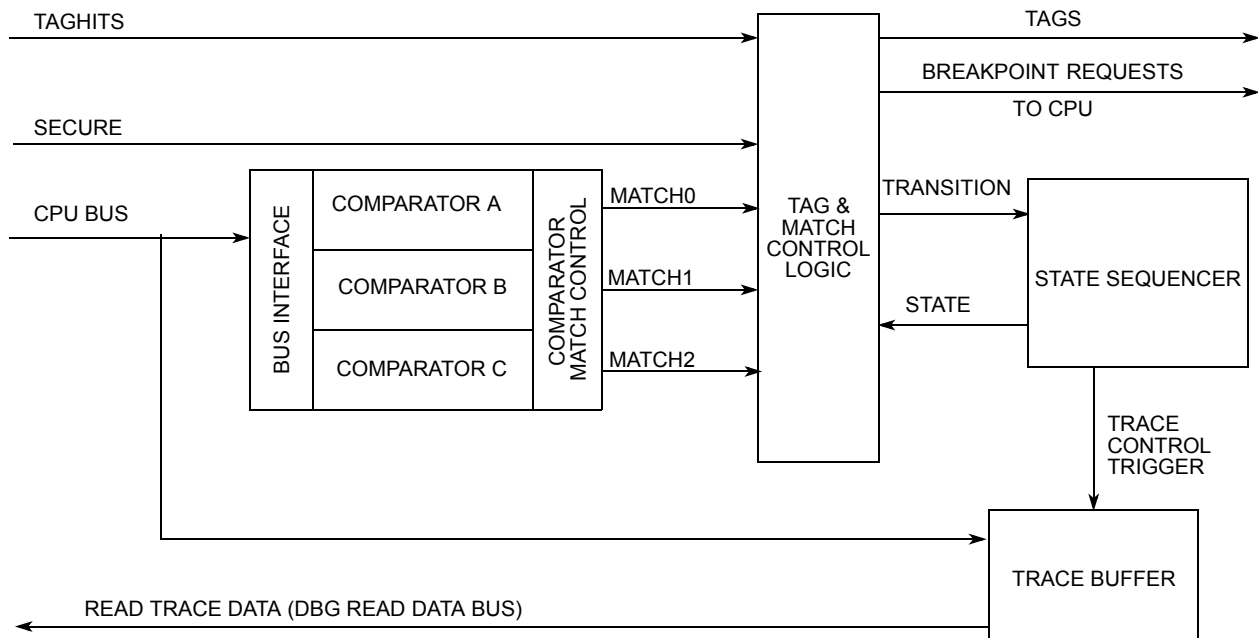 TAGHITS
TAGS
BREAKPOINT REQUESTS
TO CPU
SECURE
CPU BUS
BUS INTERFACE
COMPARATOR A
COMPARATOR B
COMPARATOR C
COMPARATOR
MATCH CONTROL
MATCH0
MATCH1
MATCH2
TAG &
MATCH
CONTROL
LOGIC
TRANSITION
STATE
STATE SEQUENCER
TRACE
CONTROL
TRIGGER
TRACE BUFFER
READ TRACE DATA (DBG READ DATA BUS)